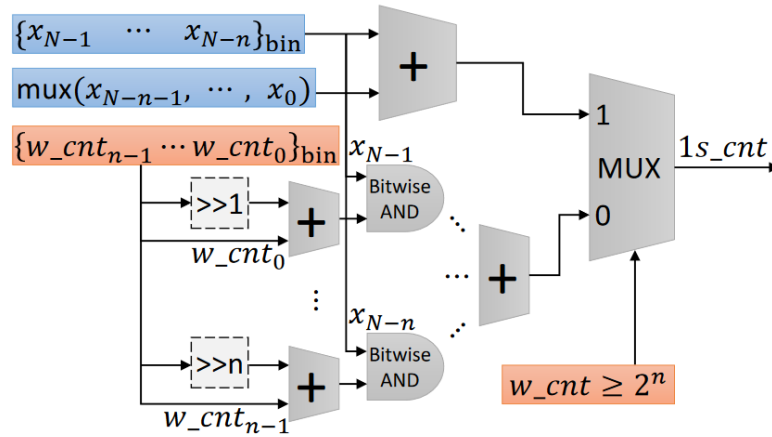 {x_{N−1} ⋯ x_{N−n}}_bin
+
mux(x_{N−n−1}, ⋯ , x_0)
1
{w_cnt_{n−1} ⋯ w_cnt_0}_bin
x_{N−1}
MUX
1s_cnt
>>1
+
Bitwise
AND
0
w_cnt_0
⋱
⋯
+
⋮
x_{N−n}
⋰
>>n
+
Bitwise
AND
w_cnt ≥ 2^n
w_cnt_{n−1}